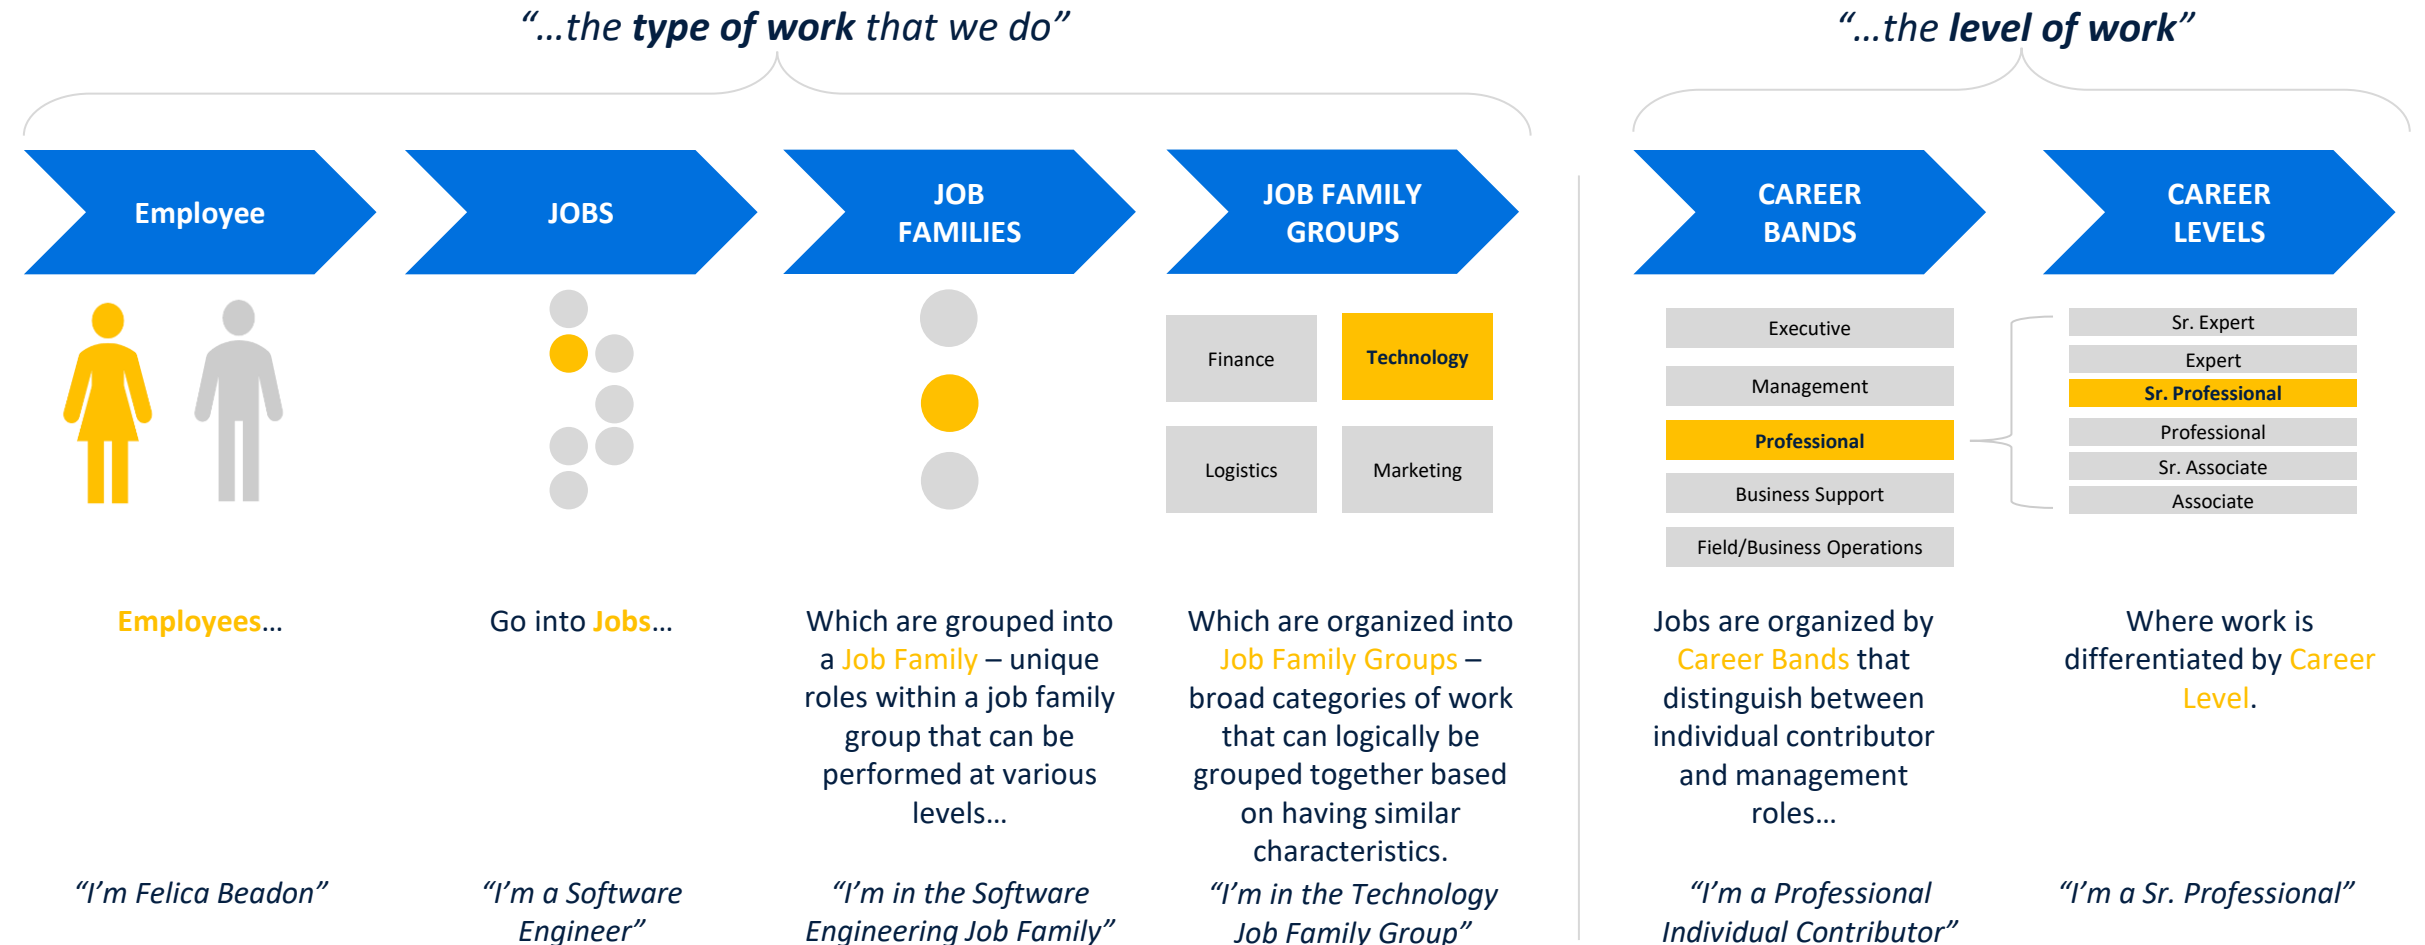 “…the type of work that we do”
“…the level of work”
Employee
JOBS
JOB
FAMILIES
JOB FAMILY
GROUPS
CAREER
BANDS
CAREER
LEVELS
Finance
Technology
Logistics
Marketing
Executive
Management
Professional
Business Support
Field/Business Operations
Sr. Expert
Expert
Sr. Professional
Professional
Sr. Associate
Associate
Employees…
Go into Jobs…
Which are grouped into
a Job Family – unique
roles within a job family
group that can be
performed at various
levels…
Which are organized into
Job Family Groups –
broad categories of work
that can logically be
grouped together based
on having similar
characteristics.
Jobs are organized by
Career Bands that
distinguish between
individual contributor
and management
roles…
Where work is
differentiated by Career
Level.
“I’m Felica Beadon”
“I’m a Software
Engineer”
“I’m in the Software
Engineering Job Family”
“I’m in the Technology
Job Family Group”
“I’m a Professional
Individual Contributor”
“I’m a Sr. Professional”